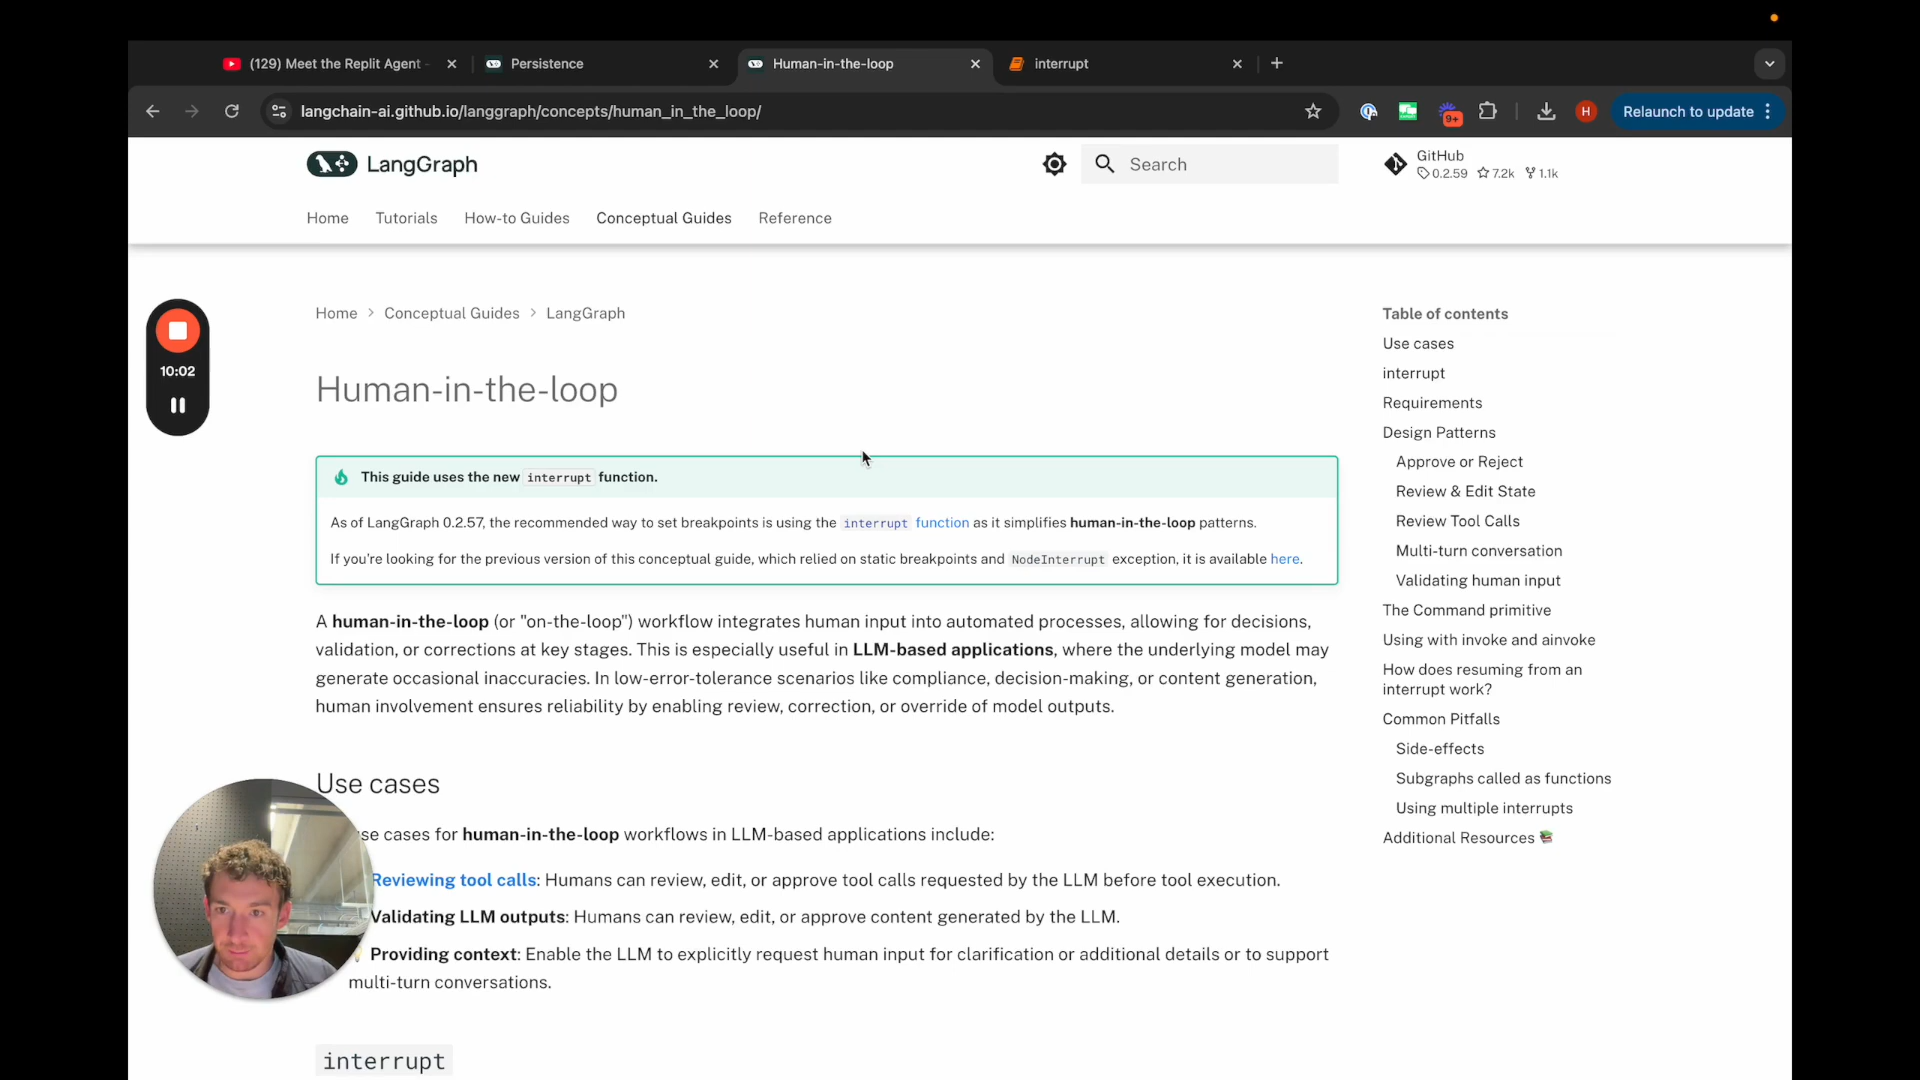 (129) Meet the Replit Agent -
Persistence
Human-in-the-loop
interrupt
langchain-ai.github.io/langgraph/concepts/human_in_the_loop/
9+
H
Relaunch to update
LangGraph
Search
GitHub
0.2.59 7.2k 1.1k
Home Tutorials How-to Guides Conceptual Guides Reference
Home > Conceptual Guides > LangGraph
Human-in-the-loop
This guide uses the new interrupt function.
As of LangGraph 0.2.57, the recommended way to set breakpoints is using the interrupt function as it simplifies human-in-the-loop patterns.
If you're looking for the previous version of this conceptual guide, which relied on static breakpoints and NodeInterrupt exception, it is available here.
A human-in-the-loop (or "on-the-loop") workflow integrates human input into automated processes, allowing for decisions,
validation, or corrections at key stages. This is especially useful in LLM-based applications, where the underlying model may
generate occasional inaccuracies. In low-error-tolerance scenarios like compliance, decision-making, or content generation,
human involvement ensures reliability by enabling review, correction, or override of model outputs.
Use cases
use cases for human-in-the-loop workflows in LLM-based applications include:
Reviewing tool calls: Humans can review, edit, or approve tool calls requested by the LLM before tool execution.
Validating LLM outputs: Humans can review, edit, or approve content generated by the LLM.
Providing context: Enable the LLM to explicitly request human input for clarification or additional details or to support
multi-turn conversations.
interrupt
Table of contents
Use cases
interrupt
Requirements
Design Patterns
Approve or Reject
Review & Edit State
Review Tool Calls
Multi-turn conversation
Validating human input
The Command primitive
Using with invoke and ainvoke
How does resuming from an
interrupt work?
Common Pitfalls
Side-effects
Subgraphs called as functions
Using multiple interrupts
Additional Resources
10:02